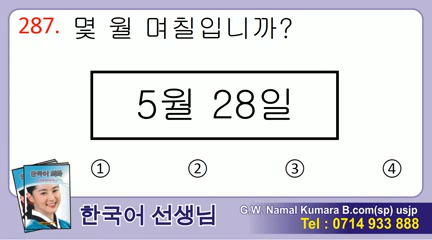 287. 몇 월 며칠입니까?
5월 28일
① ② ③ ④
한국어 선생님
G.W. Namal Kumara B.com(sp) usjp
Tel : 0714 933 888